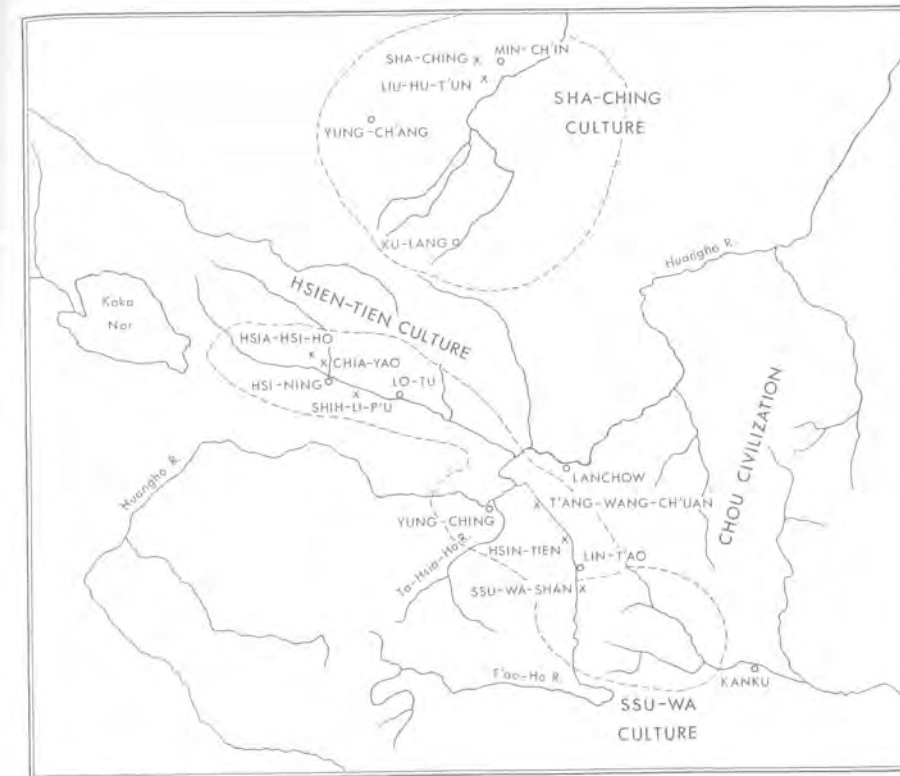 SHA-CHING
MIN-CH'IN
LIU-HU-T'UN
SHA-CHING
CULTURE
YUNG-CH'ANG
KU-LANG
Huangho R.
Koko
Nor
HSIEN-TIEN CULTURE
HSIA-HSI-HO
CHIA-YAO
HSI-NING
LO-TU
SHIH-LI-P'U
CHOU CIVILIZATION
Huangho R.
LANCHOW
T'ANG-WANG-CH'UAN
YUNG-CHING
HSIN-TIEN
LIN-T'AO
Ta-Hsia-Ho R.
SSU-WA-SHAN
T'ao-Ho R.
KANKU
SSU-WA
CULTURE